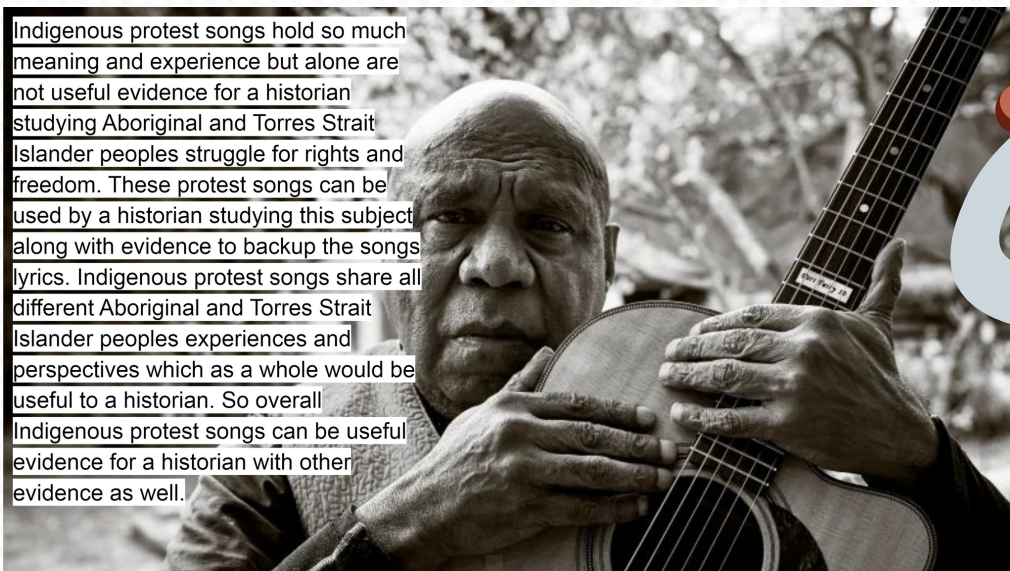 Indigenous protest songs hold so much
meaning and experience but alone are
not useful evidence for a historian
studying Aboriginal and Torres Strait
Islander peoples struggle for rights and
freedom. These protest songs can be
used by a historian studying this subject
along with evidence to backup the songs
lyrics. Indigenous protest songs share all
different Aboriginal and Torres Strait
Islander peoples experiences and
perspectives which as a whole would be
useful to a historian. So overall
Indigenous protest songs can be useful
evidence for a historian with other
evidence as well.